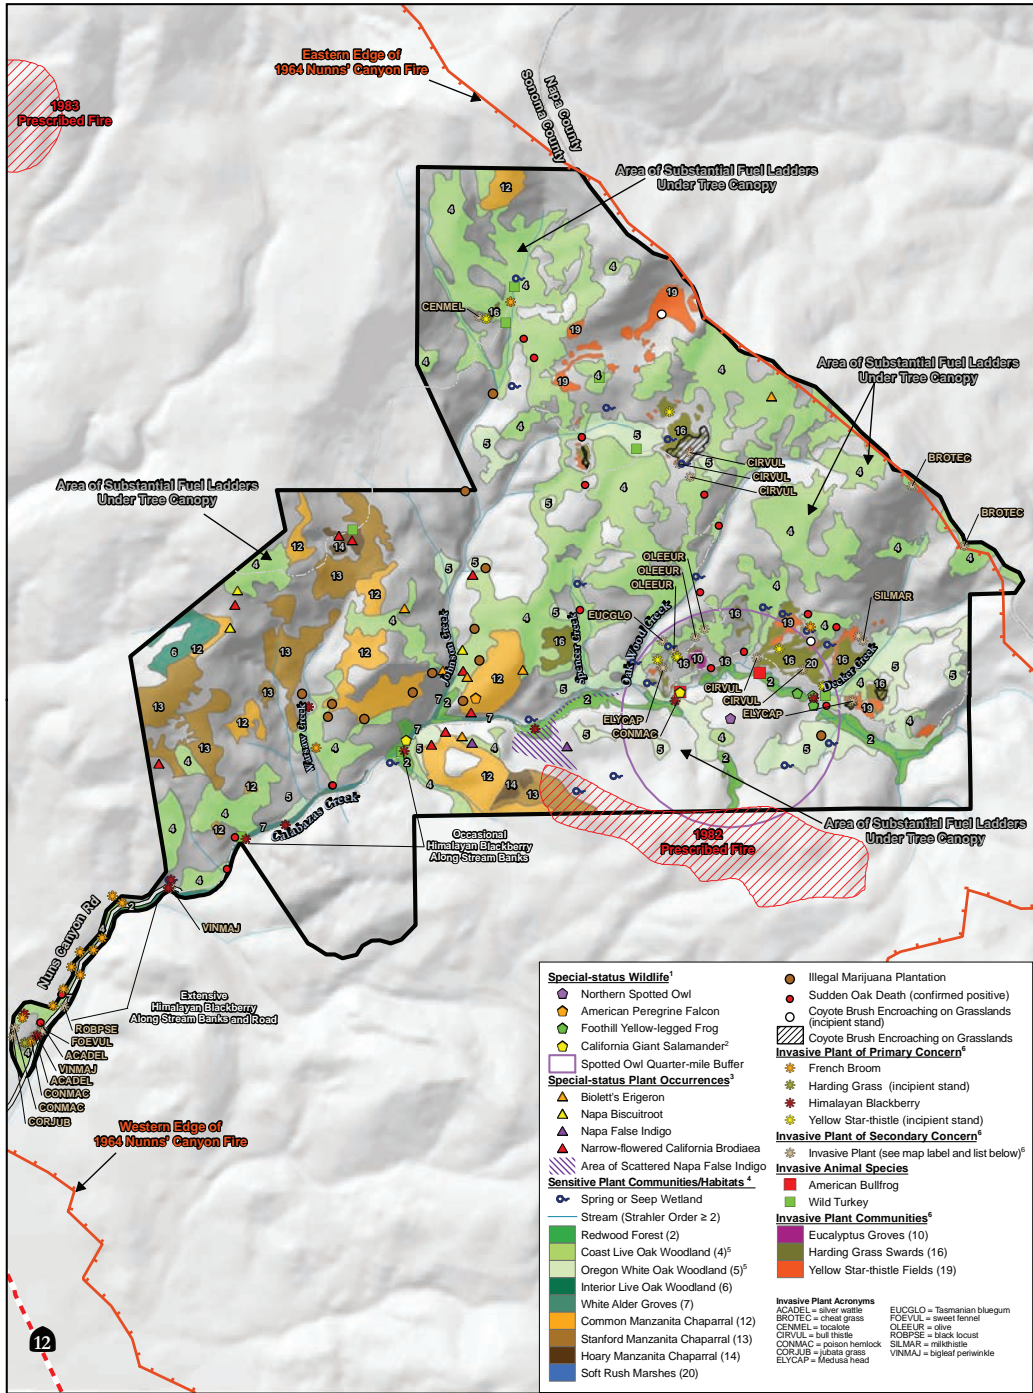 Eastern Edge of
1964 Nunns' Canyon Fire
Napa County
Sonoma County
1983
Prescribed Fire
Area of Substantial Fuel Ladders
Under Tree Canopy
CENMEL
Area of Substantial Fuel Ladders
Under Tree Canopy
Area of Substantial Fuel Ladders
Under Tree Canopy
BROTEC
BROTEC
CIRVUL
CIRVUL
CIRVUL
OLEEUR
OLEEUR
OLEEUR
EUCGLO
SILMAR
Johnson Creek
Spencer Creek
Oak Wood Creek
Decker Creek
CIRVUL
CIRVUL
ELYCAP
ELYCAP
CONMAC
Calabazas Creek
Occasional
Himalayan Blackberry
Along Stream Banks
1982
Prescribed Fire
Area of Substantial Fuel Ladders
Under Tree Canopy
Nuns Canyon Rd
VINMAJ
Extensive
Himalayan Blackberry
Along Stream Banks and Road
ROBPSE
FOEVUL
ACADEL
VINMAJ
ACADEL
CONMAC
CONMAC
CORJUB
Western Edge of
1964 Nunns' Canyon Fire
12
Special-status Wildlife1
Northern Spotted Owl
American Peregrine Falcon
Foothill Yellow-legged Frog
California Giant Salamander2
Spotted Owl Quarter-mile Buffer
Special-status Plant Occurrences3
Biolett's Erigeron
Napa Biscuitroot
Napa False Indigo
Narrow-flowered California Brodiaea
Area of Scattered Napa False Indigo
Sensitive Plant Communities/Habitats 4
Spring or Seep Wetland
Stream (Strahler Order ≥ 2)
Redwood Forest (2)
Coast Live Oak Woodland (4)5
Oregon White Oak Woodland (5)5
Interior Live Oak Woodland (6)
White Alder Groves (7)
Common Manzanita Chaparral (12)
Stanford Manzanita Chaparral (13)
Hoary Manzanita Chaparral (14)
Soft Rush Marshes (20)
Illegal Marijuana Plantation
Sudden Oak Death (confirmed positive)
Coyote Brush Encroaching on Grasslands
(incipient stand)
Coyote Brush Encroaching on Grasslands
Invasive Plant of Primary Concern6
French Broom
Harding Grass (incipient stand)
Himalayan Blackberry
Yellow Star-thistle (incipient stand)
Invasive Plant of Secondary Concern6
Invasive Plant (see map label and list below)6
Invasive Animal Species
American Bullfrog
Wild Turkey
Invasive Plant Communities6
Eucalyptus Groves (10)
Harding Grass Swards (16)
Yellow Star-thistle Fields (19)
Invasive Plant Acronyms
ACADEL = silver wattle
BROTEC = cheat grass
CENMEL = tocalote
CIRVUL = bull thistle
CONMAC = poison hemlock
CORJUB = jubata grass
ELYCAP = Medusa head
EUCGLO = Tasmanian bluegum
FOEVUL = sweet fennel
OLEEUR = olive
ROBPSE = black locust
SILMAR = milkthistle
VINMAJ = bigleaf periwinkle